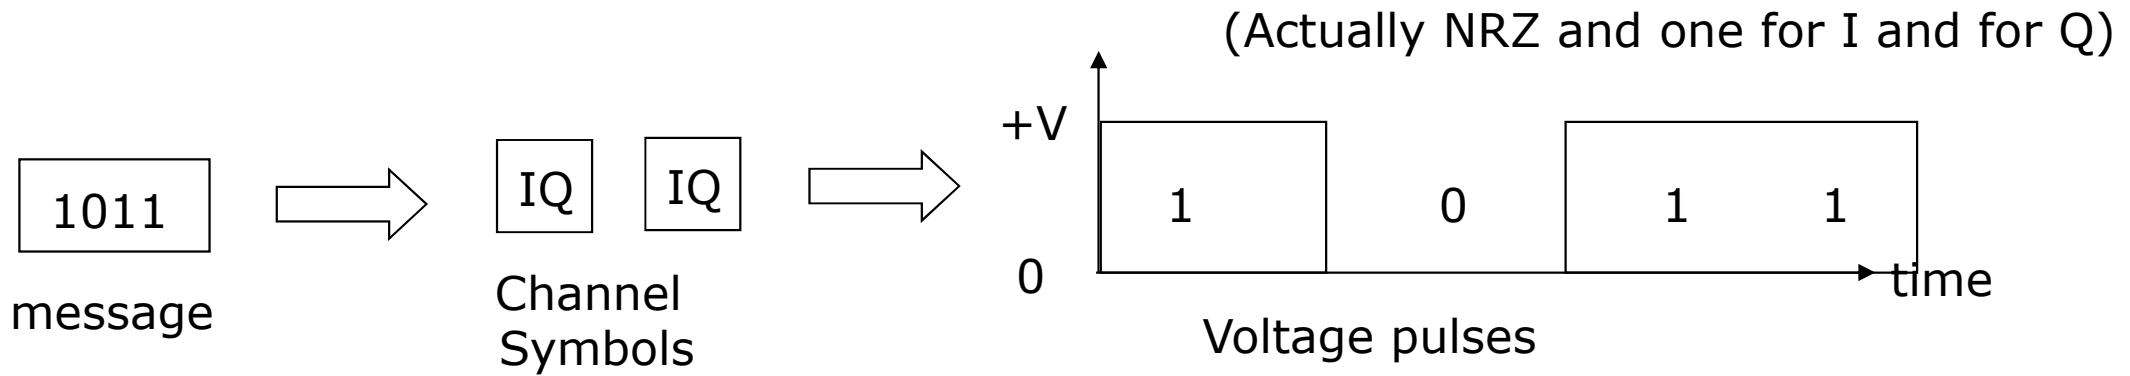 (Actually NRZ and one for I and for Q)
+V
1011
IQ
IQ
1 0 1 1
0
time
message
Channel
Symbols
Voltage pulses